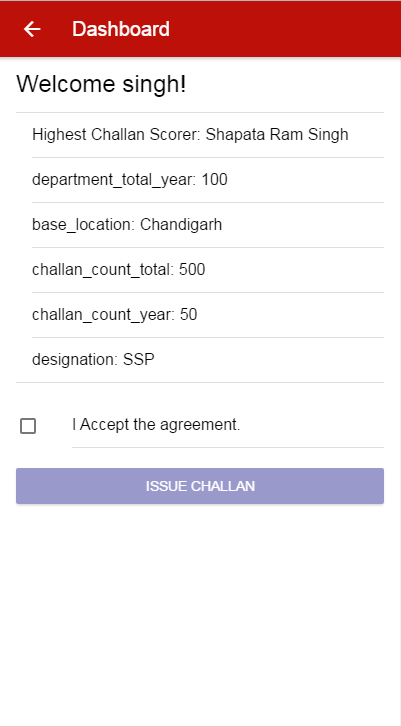 Dashboard
Welcome singh!
Highest Challan Scorer: Shapata Ram Singh
department_total_year: 100
base_location: Chandigarh
challan_count_total: 500
challan_count_year: 50
designation: SSP
I Accept the agreement.
ISSUE CHALLAN